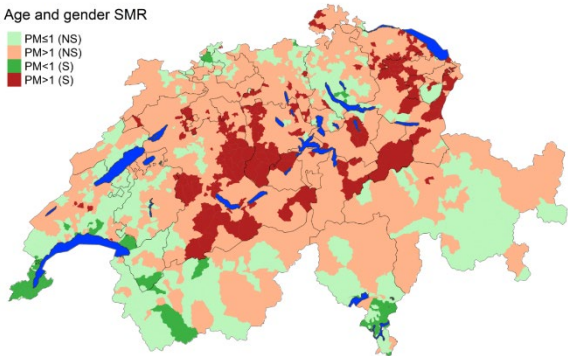 Age and gender SMR
PM≤1 (NS)
PM>1 (NS)
PM<1 (S)
PM>1 (S)